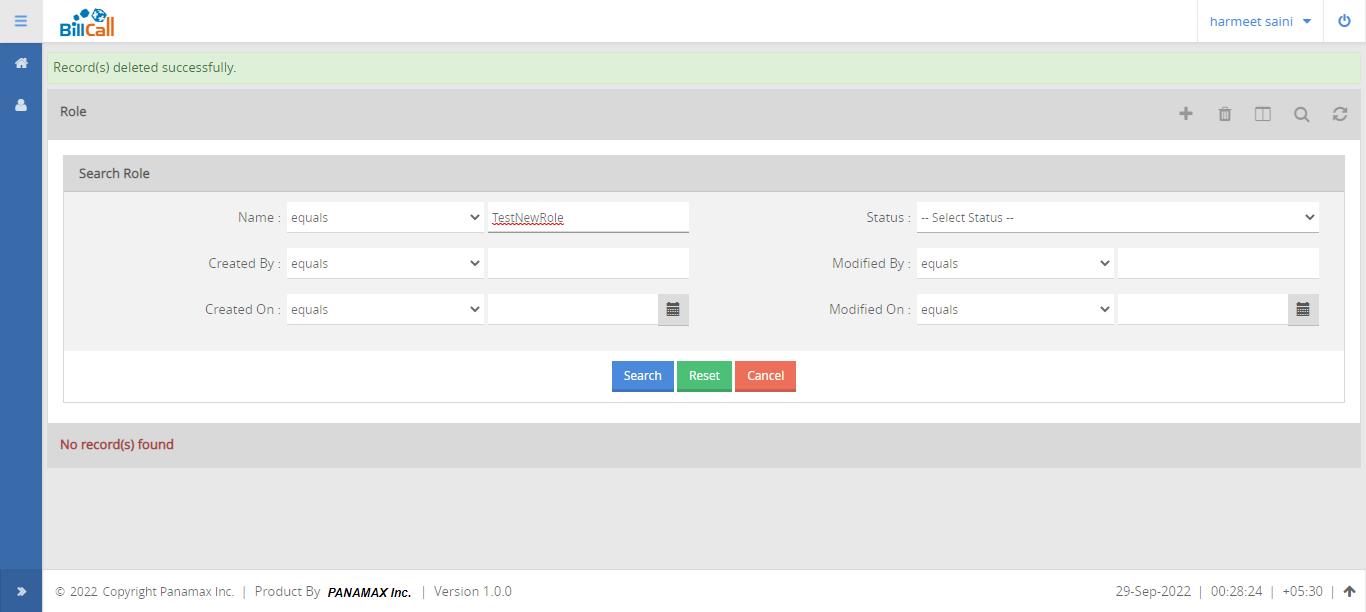 BillCall
harmeet saini
Record(s) deleted successfully.
Role
Search Role
Name : equals TestNewRole Status : -- Select Status --
Created By : equals Modified By : equals
Created On : equals Modified On : equals
Search Reset Cancel
No record(s) found
© 2022 Copyright Panamax Inc. | Product By PANAMAX Inc. | Version 1.0.0 29-Sep-2022 | 00:28:24 | +05:30 |